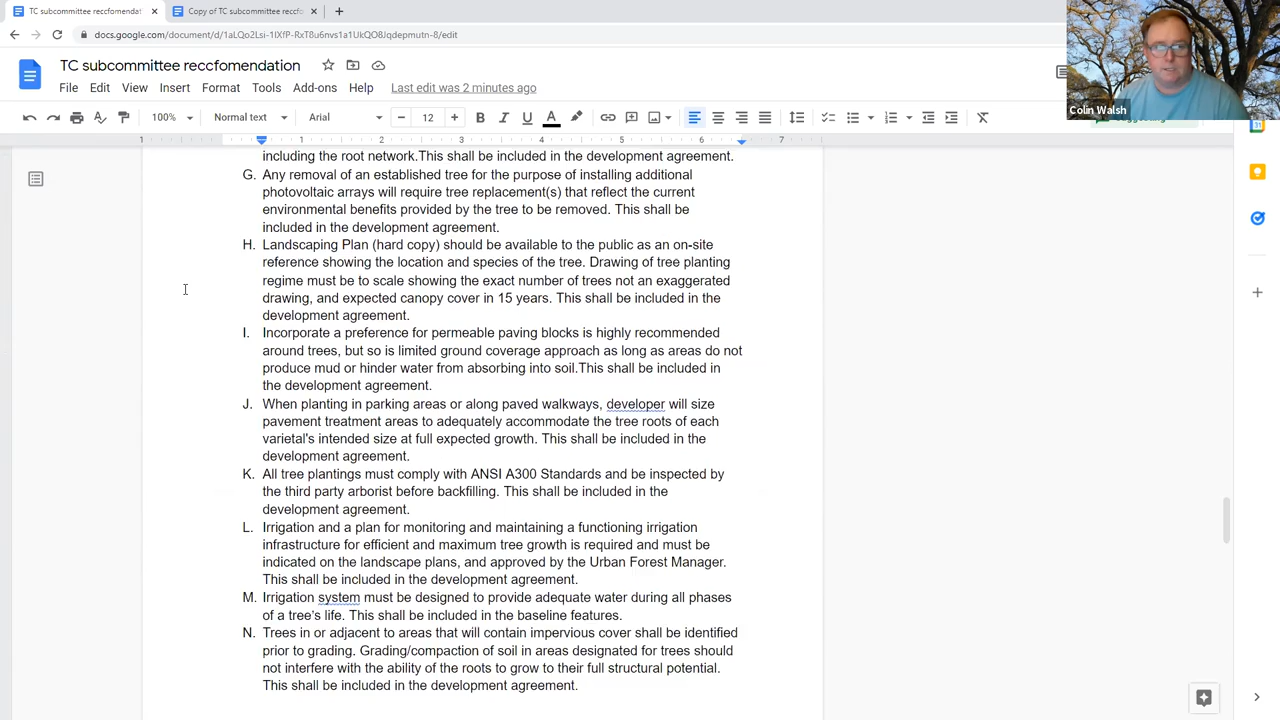 TC subcommittee reccfomendation
Copy of TC subcommittee reccfo
docs.google.com/document/d/1aLQo2Lsi-1IXfP-RxT8u6nvs1a1UkQO8Jqdepmutn-8/edit
TC subcommittee reccfomendation
File Edit View Insert Format Tools Add-ons Help Last edit was 2 minutes ago
100% Normal text Arial 12
Colin Walsh
1 1 2 3 4 5 6 7
including the root network.This shall be included in the development agreement.
G. Any removal of an established tree for the purpose of installing additional
photovoltaic arrays will require tree replacement(s) that reflect the current
environmental benefits provided by the tree to be removed. This shall be
included in the development agreement.
H. Landscaping Plan (hard copy) should be available to the public as an on-site
reference showing the location and species of the tree. Drawing of tree planting
regime must be to scale showing the exact number of trees not an exaggerated
drawing, and expected canopy cover in 15 years. This shall be included in the
development agreement.
I. Incorporate a preference for permeable paving blocks is highly recommended
around trees, but so is limited ground coverage approach as long as areas do not
produce mud or hinder water from absorbing into soil.This shall be included in
the development agreement.
J. When planting in parking areas or along paved walkways, developer will size
pavement treatment areas to adequately accommodate the tree roots of each
varietal's intended size at full expected growth. This shall be included in the
development agreement.
K. All tree plantings must comply with ANSI A300 Standards and be inspected by
the third party arborist before backfilling. This shall be included in the
development agreement.
L. Irrigation and a plan for monitoring and maintaining a functioning irrigation
infrastructure for efficient and maximum tree growth is required and must be
indicated on the landscape plans, and approved by the Urban Forest Manager.
This shall be included in the development agreement.
M. Irrigation system must be designed to provide adequate water during all phases
of a tree's life. This shall be included in the baseline features.
N. Trees in or adjacent to areas that will contain impervious cover shall be identified
prior to grading. Grading/compaction of soil in areas designated for trees should
not interfere with the ability of the roots to grow to their full structural potential.
This shall be included in the development agreement.